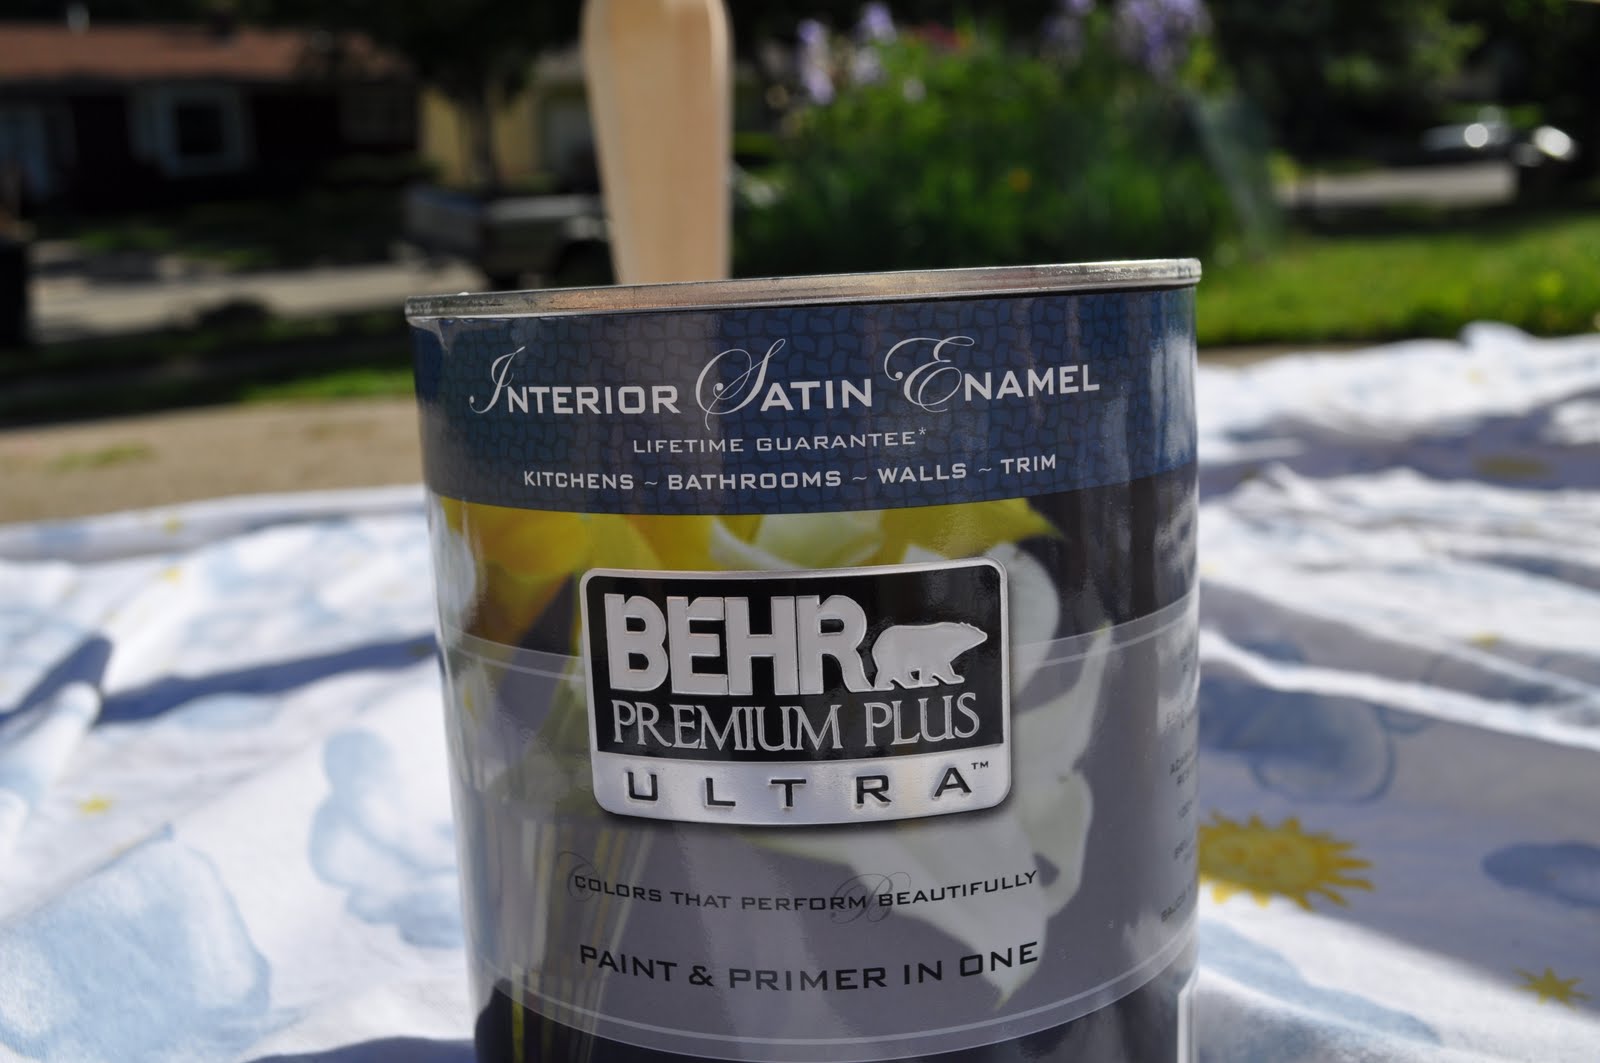 Interior Satin Enamel
LIFETIME GUARANTEE*
KITCHENS ~ BATHROOMS ~ WALLS ~ TRIM
BEHR
PREMIUM PLUS
ULTRA™
COLORS THAT PERFORM BEAUTIFULLY
PAINT & PRIMER IN ONE